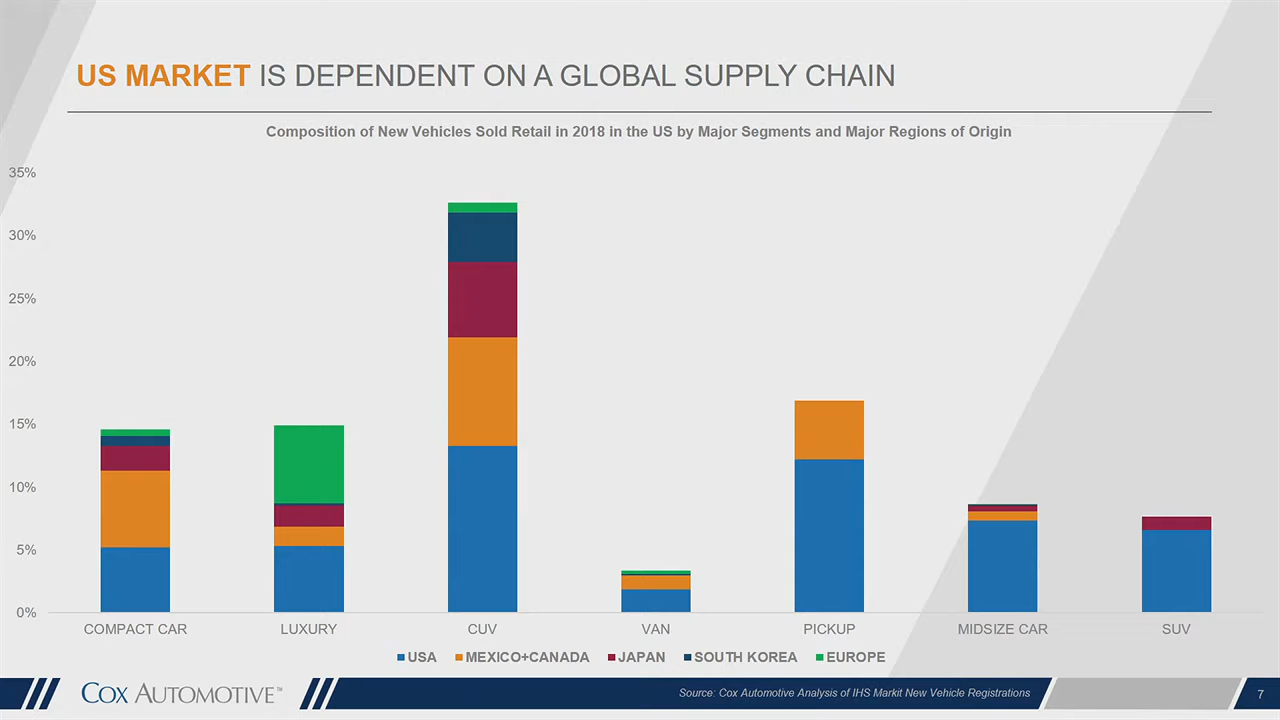 US MARKET IS DEPENDENT ON A GLOBAL SUPPLY CHAIN
Composition of New Vehicles Sold Retail in 2018 in the US by Major Segments and Major Regions of Origin
35%
30%
25%
20%
15%
10%
5%
0%
COMPACT CAR LUXURY CUV VAN PICKUP MIDSIZE CAR SUV
USA MEXICO+CANADA JAPAN SOUTH KOREA EUROPE
COX AUTOMOTIVE™ Source: Cox Automotive Analysis of IHS Markit New Vehicle Registrations 7